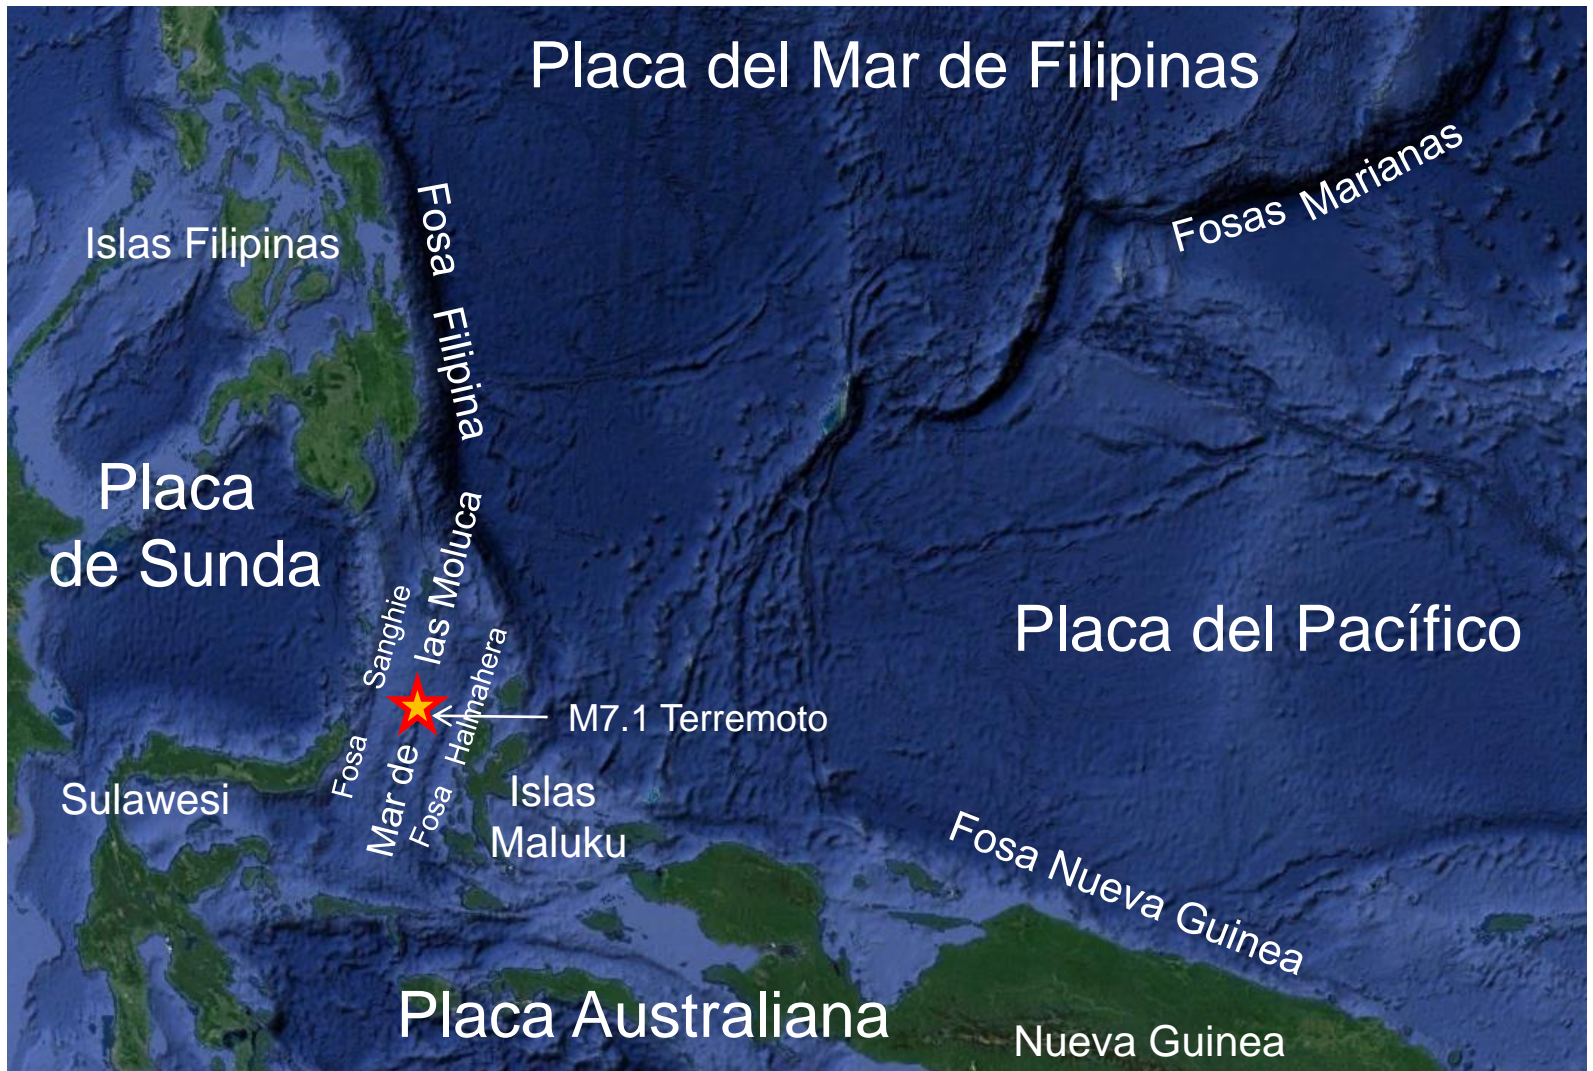 Placa del Mar de Filipinas
Fosas Marianas
Fosa Filipina
Islas Filipinas
Placa
de Sunda
Mar de las Moluca
Fosa Sanghie
Fosa Halmahera
Placa del Pacífico
M7.1 Terremoto
Sulawesi
Islas
Maluku
Fosa Nueva Guinea
Placa Australiana
Nueva Guinea